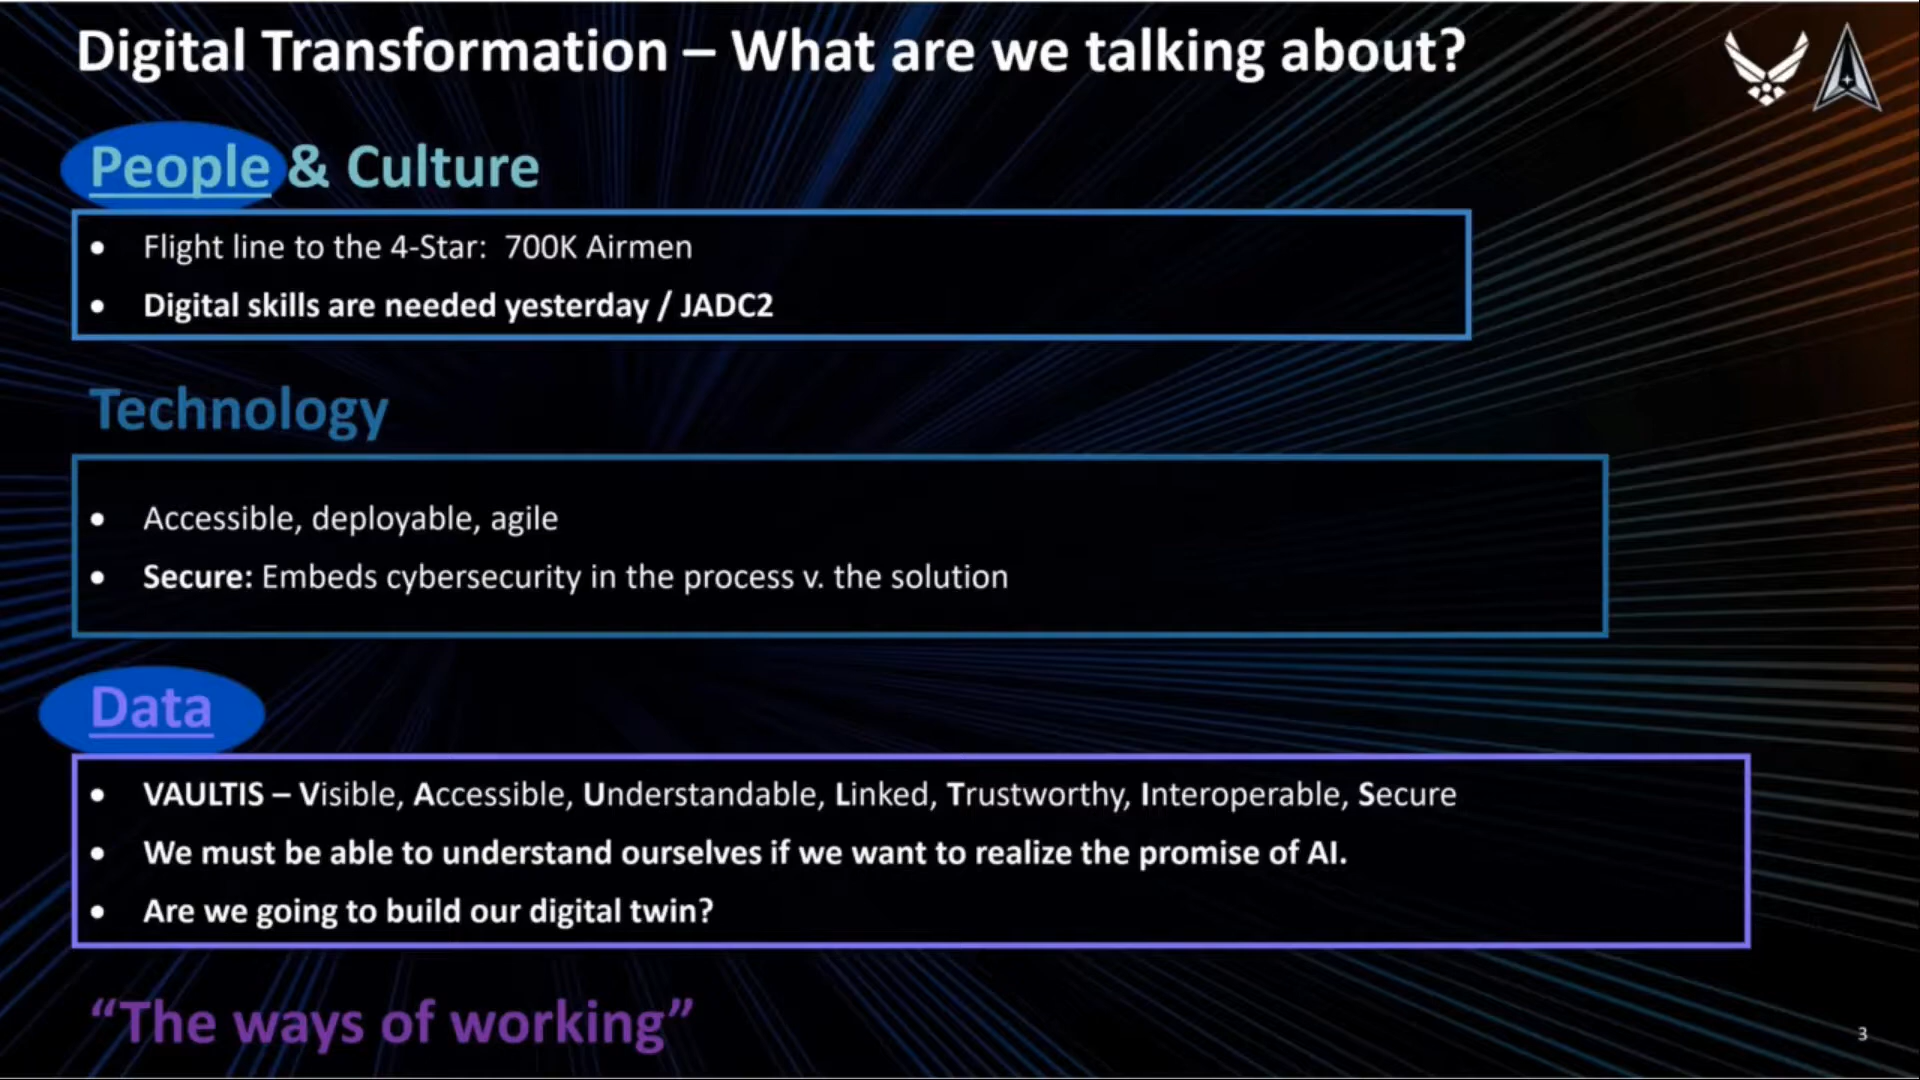 Digital Transformation – What are we talking about?
People & Culture
• Flight line to the 4-Star:  700K Airmen
• Digital skills are needed yesterday / JADC2
Technology
• Accessible, deployable, agile
• Secure: Embeds cybersecurity in the process v. the solution
Data
• VAULTIS – Visible, Accessible, Understandable, Linked, Trustworthy, Interoperable, Secure
• We must be able to understand ourselves if we want to realize the promise of AI.
• Are we going to build our digital twin?
“The ways of working”
3